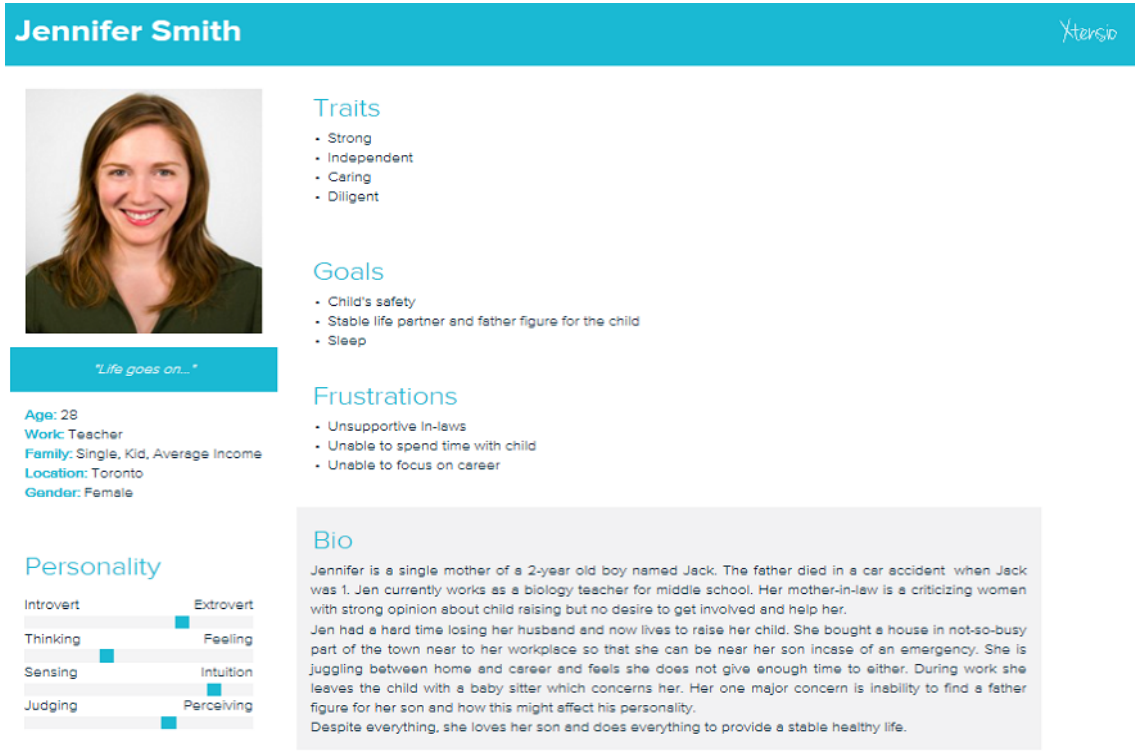 Jennifer Smith
Xtensio
Traits
• Strong
• Independent
• Caring
• Diligent
Goals
• Child's safety
• Stable life partner and father figure for the child
• Sleep
"Life goes on..."
Frustrations
• Unsupportive In-laws
• Unable to spend time with child
• Unable to focus on career
Age: 28
Work: Teacher
Family: Single, Kid, Average Income
Location: Toronto
Gender: Female
Personality
Introvert Extrovert
Thinking Feeling
Sensing Intuition
Judging Perceiving
Bio
Jennifer is a single mother of a 2-year old boy named Jack. The father died in a car accident when Jack
was 1. Jen currently works as a biology teacher for middle school. Her mother-in-law is a criticizing women
with strong opinion about child raising but no desire to get involved and help her.
Jen had a hard time losing her husband and now lives to raise her child. She bought a house in not-so-busy
part of the town near to her workplace so that she can be near her son incase of an emergency. She is
juggling between home and career and feels she does not give enough time to either. During work she
leaves the child with a baby sitter which concerns her. Her one major concern is inability to find a father
figure for her son and how this might affect his personality.
Despite everything, she loves her son and does everything to provide a stable healthy life.